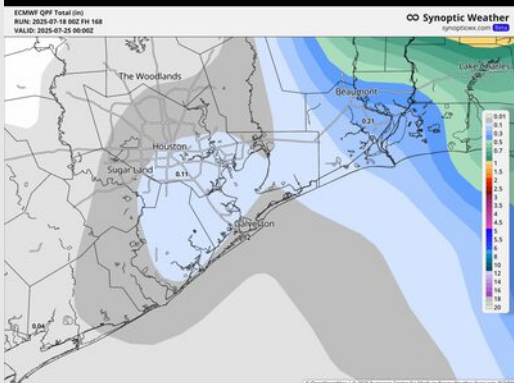 ECMWF QPF Total (in)
RUN: 2025-07-18 00Z FH 168
VALID: 2025-07-25 00:00Z
Synoptic Weather
synopticwx.com Beta
The Woodlands
Lake Charles
Beaumont
0.21
Houston
0.11
Sugar Land
Galveston
0.04
0.01
0.1
0.3
0.5
0.7
1
1.5
2
2.5
3
3.5
4
4.5
5
5.5
6
8
10
12
14
16
18
20